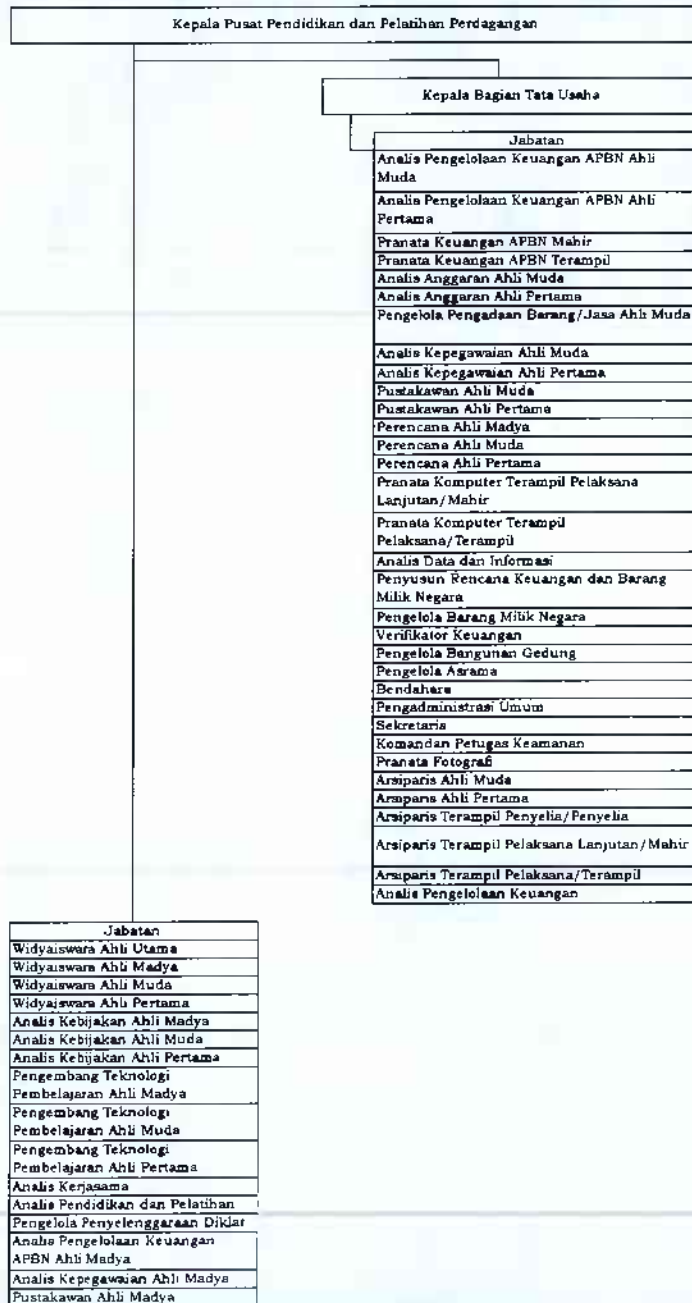 Kepala Pusat Pendidikan dan Pelatihan Perdagangan
Kepala Bagian Tata Usaha
Jabatan
Analis Pengelolaan Keuangan APBN Ahli
Muda
Analis Pengelolaan Keuangan APBN Ahli
Pertama
Pranata Keuangan APBN Mahir
Pranata Keuangan APBN Terampil
Analis Anggaran Ahli Muda
Analis Anggaran Ahli Pertama
Pengelola Pengadaan Barang/Jasa Ahli Muda
Analis Kepegawaian Ahli Muda
Analis Kepegawaian Ahli Pertama
Pustakawan Ahli Muda
Pustakawan Ahli Pertama
Perencana Ahli Madya
Perencana Ahli Muda
Perencana Ahli Pertama
Pranata Komputer Terampil Pelaksana
Lanjutan/Mahir
Pranata Komputer Terampil
Pelaksana/Terampil
Analis Data dan Informasi
Penyusun Rencana Keuangan dan Barang
Milik Negara
Pengelola Barang Milik Negara
Verifikator Keuangan
Pengelola Bangunan Gedung
Pengelola Asrama
Bendahara
Pengadministrasi Umum
Sekretaris
Komandan Petugas Keamanan
Pranata Fotografi
Arsiparis Ahli Muda
Arsiparis Ahli Pertama
Arsiparis Terampil Penyelia/Penyelia
Arsiparis Terampil Pelaksana Lanjutan/Mahir
Arsiparis Terampil Pelaksana/Terampil
Analis Pengelolaan Keuangan
Jabatan
Widyaiswara Ahli Utama
Widyaiswara Ahli Madya
Widyaiswara Ahli Muda
Widyaiswara Ahli Pertama
Analis Kebijakan Ahli Madya
Analis Kebijakan Ahli Muda
Analis Kebijakan Ahli Pertama
Pengembang Teknologi
Pembelajaran Ahli Madya
Pengembang Teknologi
Pembelajaran Ahli Muda
Pengembang Teknologi
Pembelajaran Ahli Pertama
Analis Kerjasama
Analis Pendidikan dan Pelatihan
Pengelola Penyelenggaraan Diklat
Analis Pengelolaan Keuangan
APBN Ahli Madya
Analis Kepegawaian Ahli Madya
Pustakawan Ahli Madya